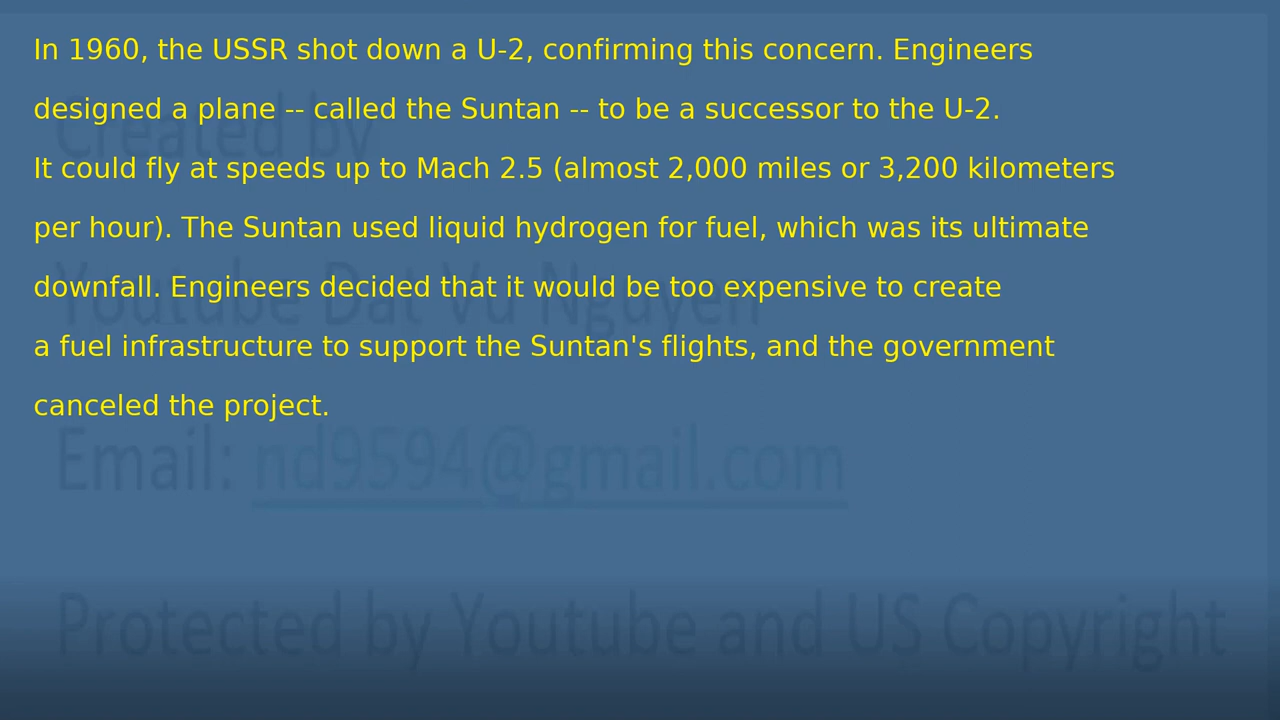 In 1960, the USSR shot down a U-2, confirming this concern. Engineers
designed a plane -- called the Suntan -- to be a successor to the U-2.
It could fly at speeds up to Mach 2.5 (almost 2,000 miles or 3,200 kilometers
per hour). The Suntan used liquid hydrogen for fuel, which was its ultimate
downfall. Engineers decided that it would be too expensive to create
a fuel infrastructure to support the Suntan's flights, and the government
canceled the project.
Created by
Youtube Dat Vu Nguyen
Email: nd9594@gmail.com
Protected by Youtube and US Copyright